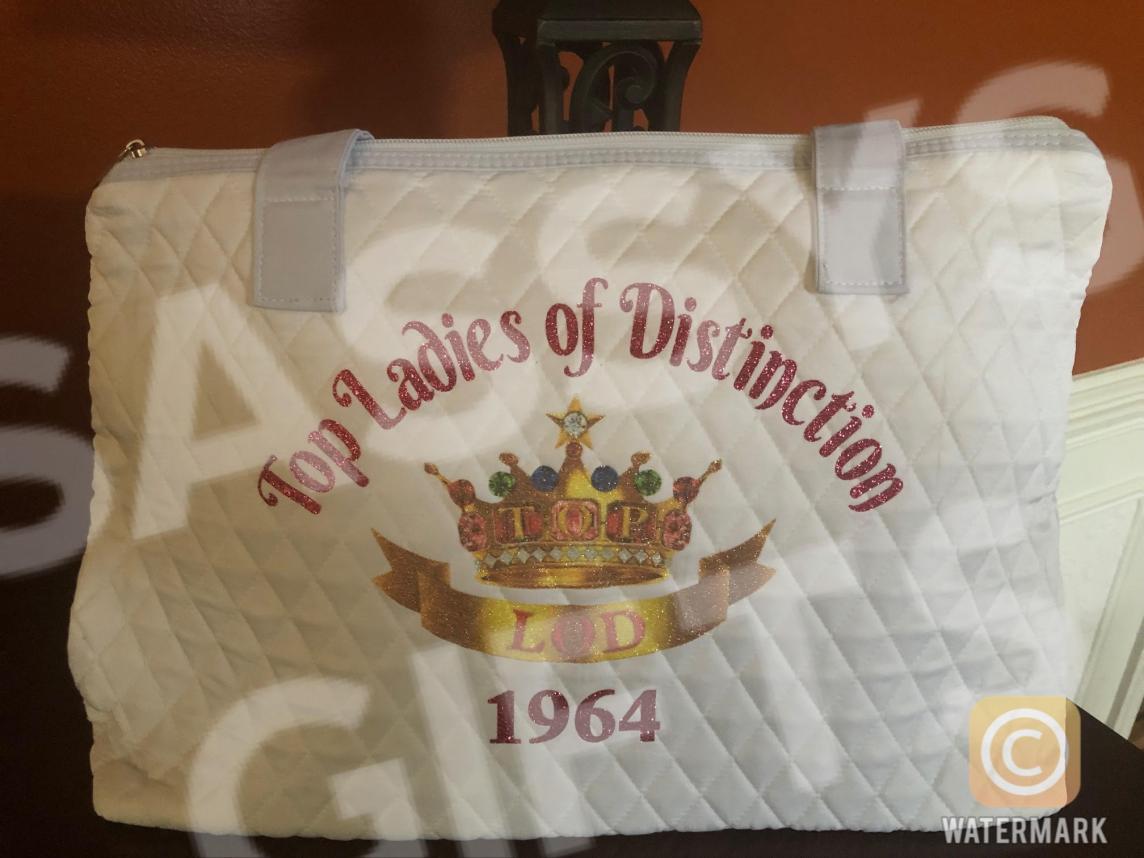 Top Ladies of Distinction
TOP
LOD
1964
©
WATERMARK